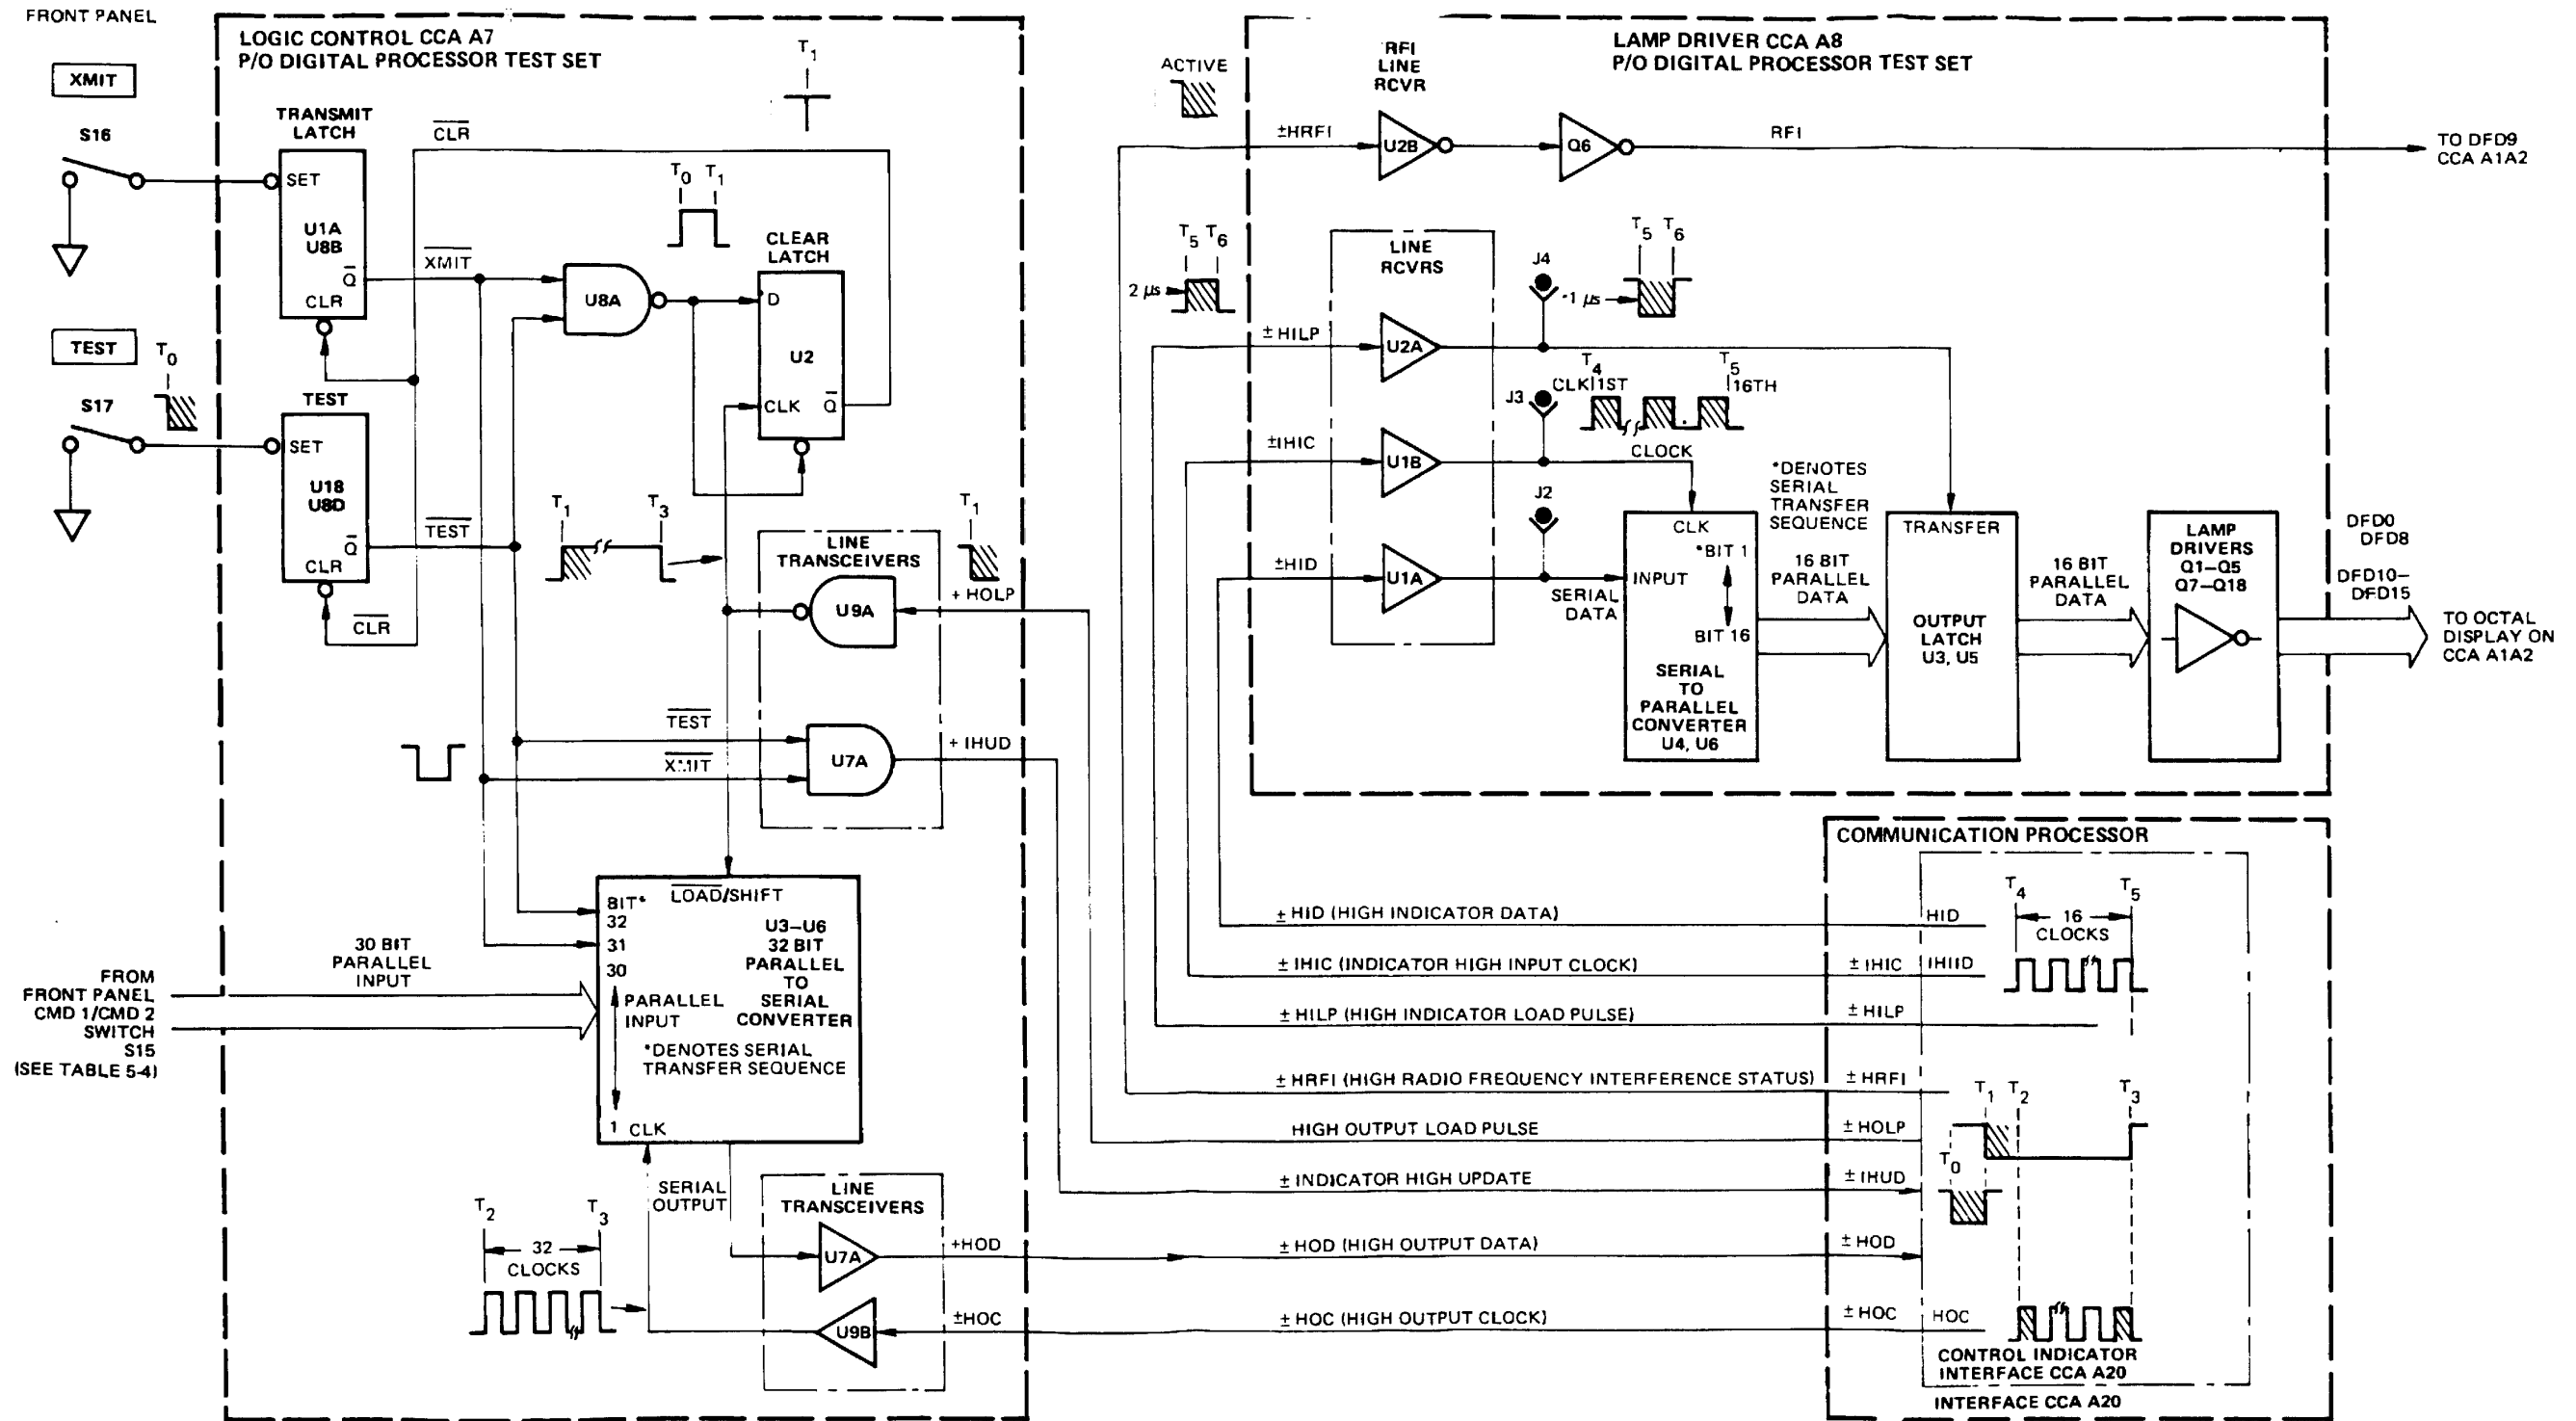 FRONT PANEL
XMIT
S16
TEST
S17
T0
FROM
FRONT PANEL
CMD 1/CMD 2
SWITCH
S15
(SEE TABLE 5-4)
30 BIT
PARALLEL
INPUT
LOGIC CONTROL CCA A7
P/O DIGITAL PROCESSOR TEST SET
TRANSMIT
LATCH
SET
U1A
U8B
Q
CLR
CLR
XMIT
TEST
SET
U18
U8D
Q
CLR
TEST
CLR
T1
T0 T1
U8A
CLEAR
LATCH
D
U2
CLK Q
T1 T3
LINE
TRANSCEIVERS
U9A
T1
+ HOLP
TEST
XMIT
U7A
+ IHUD
LOAD/SHIFT
BIT*
32
31
30
PARALLEL
INPUT
1 CLK
U3–U6
32 BIT
PARALLEL
TO
SERIAL
CONVERTER
*DENOTES SERIAL
TRANSFER SEQUENCE
SERIAL
OUTPUT
T2 T3
32
CLOCKS
LINE
TRANSCEIVERS
U7A
+HOD
U9B
±HOC
LAMP DRIVER CCA A8
P/O DIGITAL PROCESSOR TEST SET
ACTIVE
RFI
LINE
RCVR
±HRFI
U2B
Q6
RFI
TO DFD9
CCA A1A2
T5 T6
2 µs
LINE
RCVRS
± HILP
U2A
J4
1 µs
T5 T6
±IHIC
U1B
J3
T4 T5
CLK 1ST 16TH
CLOCK
±HID
U1A
J2
SERIAL
DATA
CLK
*BIT 1
INPUT
BIT 16
SERIAL
TO
PARALLEL
CONVERTER
U4, U6
*DENOTES
SERIAL
TRANSFER
SEQUENCE
16 BIT
PARALLEL
DATA
TRANSFER
OUTPUT
LATCH
U3, U5
16 BIT
PARALLEL
DATA
LAMP
DRIVERS
Q1–Q5
Q7–Q18
DFD0
DFD8
DFD10–
DFD15
TO OCTAL
DISPLAY ON
CCA A1A2
COMMUNICATION PROCESSOR
± HID (HIGH INDICATOR DATA)
HID
T4 T5
16
CLOCKS
± IHIC (INDICATOR HIGH INPUT CLOCK)
± IHIC IHIID
± HILP (HIGH INDICATOR LOAD PULSE)
± HILP
± HRFI (HIGH RADIO FREQUENCY INTERFERENCE STATUS)
± HRFI
T1 T2 T3
HIGH OUTPUT LOAD PULSE
± HOLP
T0
± INDICATOR HIGH UPDATE
± IHUD
± HOD (HIGH OUTPUT DATA)
± HOD
± HOC (HIGH OUTPUT CLOCK)
± HOC HOC
CONTROL INDICATOR
INTERFACE CCA A20
INTERFACE CCA A20